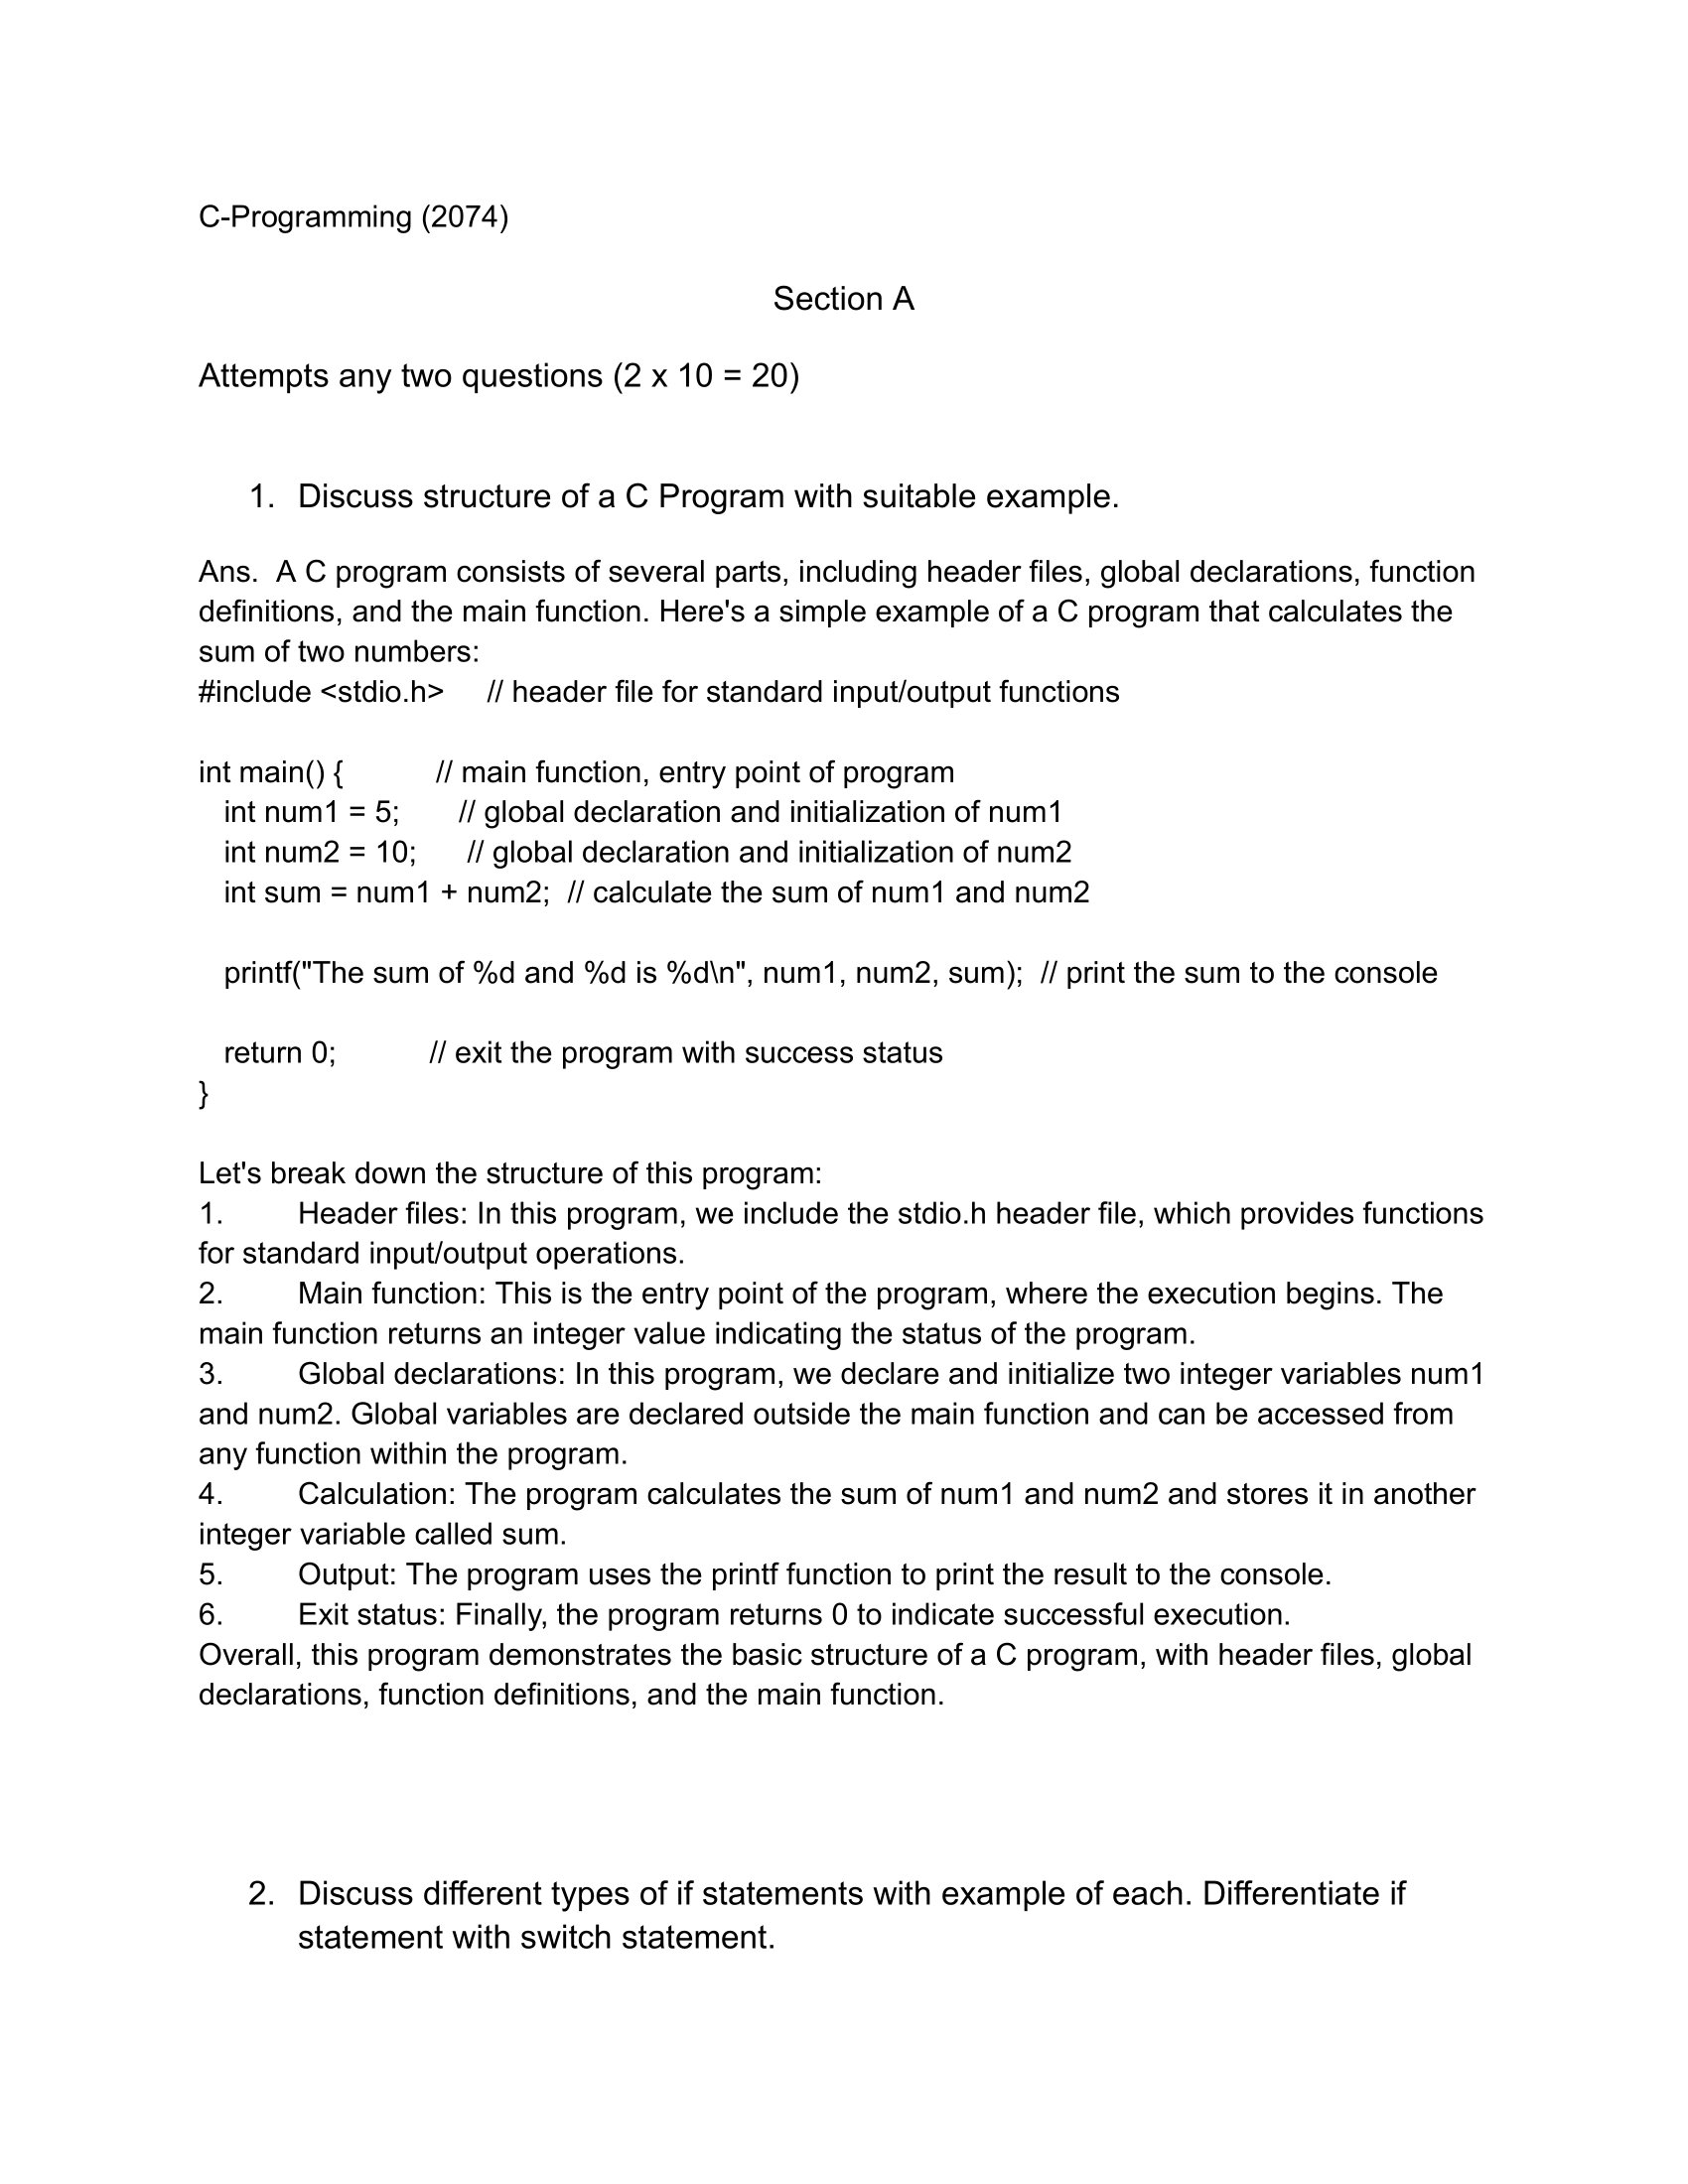 C-Programming (2074)
Section A
Attempts any two questions (2 x 10 = 20)
1. Discuss structure of a C Program with suitable example.
Ans.  A C program consists of several parts, including header files, global declarations, function
definitions, and the main function. Here's a simple example of a C program that calculates the
sum of two numbers:
#include <stdio.h>     // header file for standard input/output functions
int main() {           // main function, entry point of program
   int num1 = 5;       // global declaration and initialization of num1
   int num2 = 10;      // global declaration and initialization of num2
   int sum = num1 + num2;  // calculate the sum of num1 and num2
   printf("The sum of %d and %d is %d\n", num1, num2, sum);  // print the sum to the console
   return 0;           // exit the program with success status
}
Let's break down the structure of this program:
1. Header files: In this program, we include the stdio.h header file, which provides functions
for standard input/output operations.
2. Main function: This is the entry point of the program, where the execution begins. The
main function returns an integer value indicating the status of the program.
3. Global declarations: In this program, we declare and initialize two integer variables num1
and num2. Global variables are declared outside the main function and can be accessed from
any function within the program.
4. Calculation: The program calculates the sum of num1 and num2 and stores it in another
integer variable called sum.
5. Output: The program uses the printf function to print the result to the console.
6. Exit status: Finally, the program returns 0 to indicate successful execution.
Overall, this program demonstrates the basic structure of a C program, with header files, global
declarations, function definitions, and the main function.
2. Discuss different types of if statements with example of each. Differentiate if
statement with switch statement.